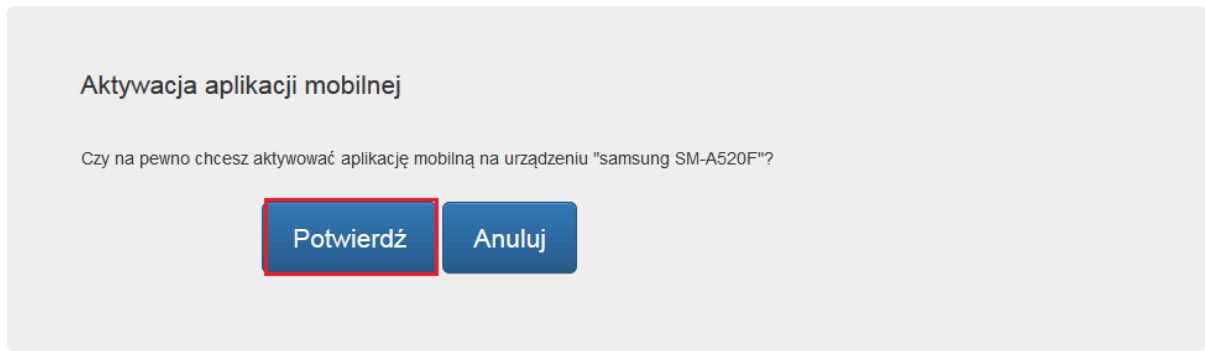 Aktywacja aplikacji mobilnej
Czy na pewno chcesz aktywować aplikację mobilną na urządzeniu "samsung SM-A520F"?
Potwierdź Anuluj